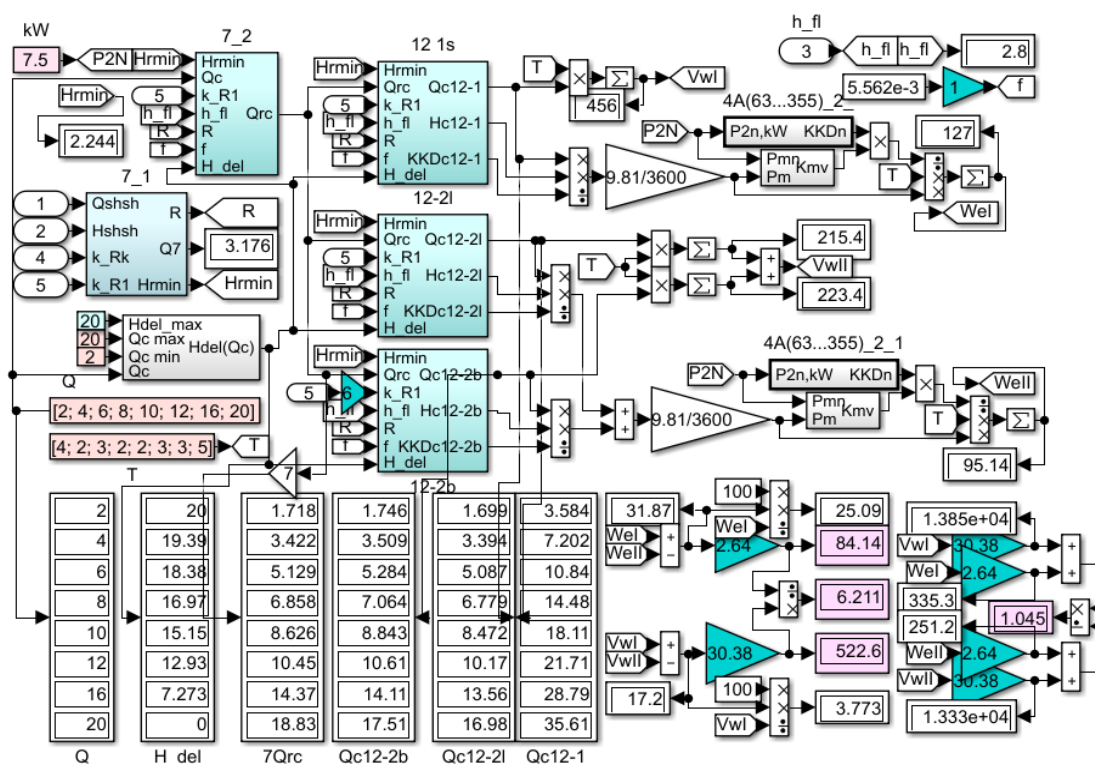 kW
7.5
P2N
Hrmin
7_2
Hrmin
Qc
k_R1
h_fl
R
f
H_del
Qrc
5
h_fl
R
f
Hrmin
2.244
12 1s
Hrmin
Hrmin
Qrc
k_R1
h_fl
R
f
H_del
Qc12-1
Hc12-1
KKDc12-1
5
h_fl
R
f
T
×
Σ
VwI
456
h_fl
3
h_fl
h_fl
2.8
5.562e-3
1
f
4A(63...355)_2_
P2N
P2n,kW
KKDn
Pmn
Pm
Kmv
9.81/3600
127
T
Σ
WeI
7_1
1
2
4
5
Qshsh
Hshsh
k_Rk
k_R1
R
Q7
Hrmin
R
3.176
Hrmin
12-2l
Hrmin
Hrmin
Qrc
k_R1
h_fl
R
f
H_del
Qc12-2l
Hc12-2l
KKDc12-2l
5
h_fl
R
f
T
Σ
Σ
215.4
VwII
223.4
20
20
2
Hdel_max
Qc max
Qc min
Qc
Hdel(Qc)
Hrmin
Hrmin
Qrc
k_R1
h_fl
R
f
H_del
Qc12-2b
Hc12-2b
KKDc12-2b
5
6
h_fl
R
f
12-2b
4A(63...355)_2_1
P2N
P2n,kW
KKDn
Pmn
Pm
Kmv
9.81/3600
T
Σ
WeII
95.14
Q
[2; 4; 6; 8; 10; 12; 16; 20]
[4; 2; 3; 2; 2; 3; 3; 5]
T
T
7
2 20 1.718 1.746 1.699 3.584
4 19.39 3.422 3.509 3.394 7.202
6 18.38 5.129 5.284 5.087 10.84
8 16.97 6.858 7.064 6.779 14.48
10 15.15 8.626 8.843 8.472 18.11
12 12.93 10.45 10.61 10.17 21.71
16 7.273 14.37 14.11 13.56 28.79
20 0 18.83 17.51 16.98 35.61
Q H_del 7Qrc Qc12-2b Qc12-2l Qc12-1
31.87
100
WeI
25.09
WeI
WeII
2.64
84.14
6.211
VwI
VwII
30.38
522.6
17.2
100
VwI
3.773
1.385e+04
VwI
30.38
WeI
2.64
335.3
1.045
251.2
WeII
2.64
VwII
30.38
1.333e+04